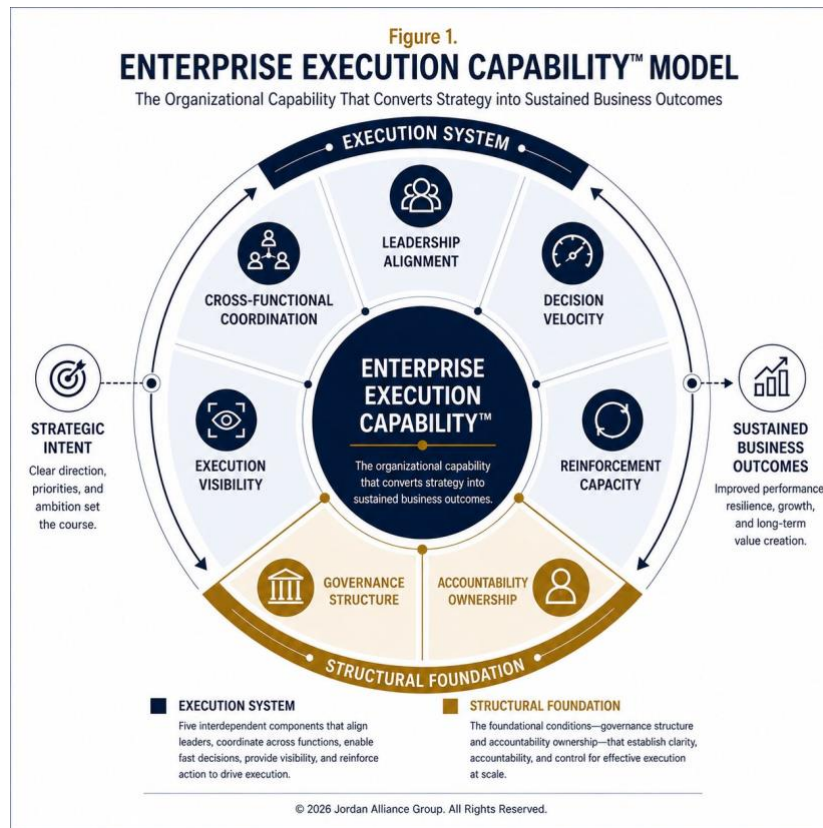 Figure 1.
ENTERPRISE EXECUTION CAPABILITY™ MODEL
The Organizational Capability That Converts Strategy into Sustained Business Outcomes
EXECUTION SYSTEM
LEADERSHIP
ALIGNMENT
CROSS-FUNCTIONAL
COORDINATION
DECISION
VELOCITY
STRATEGIC
INTENT
Clear direction,
priorities, and
ambition set
the course.
EXECUTION
VISIBILITY
ENTERPRISE
EXECUTION
CAPABILITY™
The organizational capability
that converts strategy into
sustained business outcomes.
REINFORCEMENT
CAPACITY
SUSTAINED
BUSINESS
OUTCOMES
Improved performance
resilience, growth,
and long-term
value creation.
GOVERNANCE
STRUCTURE
ACCOUNTABILITY
OWNERSHIP
STRUCTURAL FOUNDATION
EXECUTION SYSTEM
Five interdependent components that align
leaders, coordinate across functions, enable
fast decisions, provide visibility, and reinforce
action to drive execution.
STRUCTURAL FOUNDATION
The foundational conditions—governance structure
and accountability ownership—that establish clarity,
accountability, and control for effective execution
at scale.
© 2026 Jordan Alliance Group. All Rights Reserved.